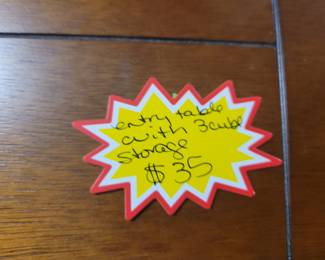 entry table
with 3cube
storage
$35